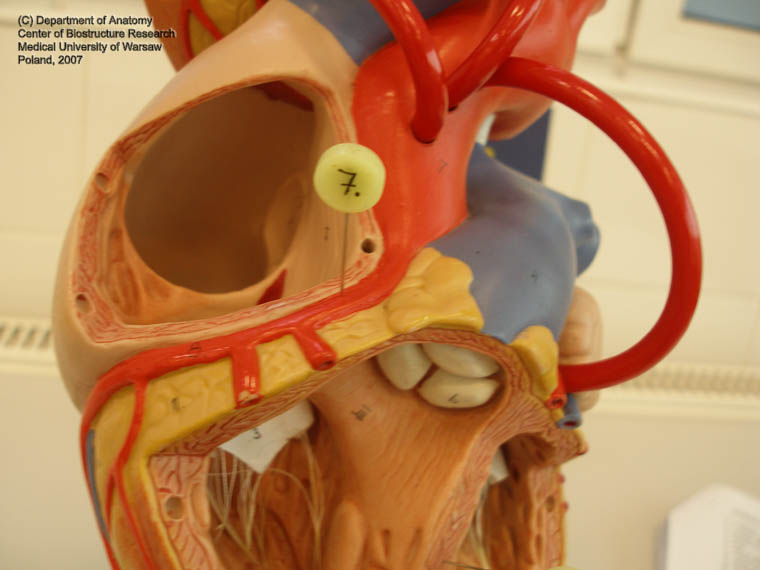 (C) Department of Anatomy
Center of Biostructure Research
Medical University of Warsaw
Poland, 2007
7.